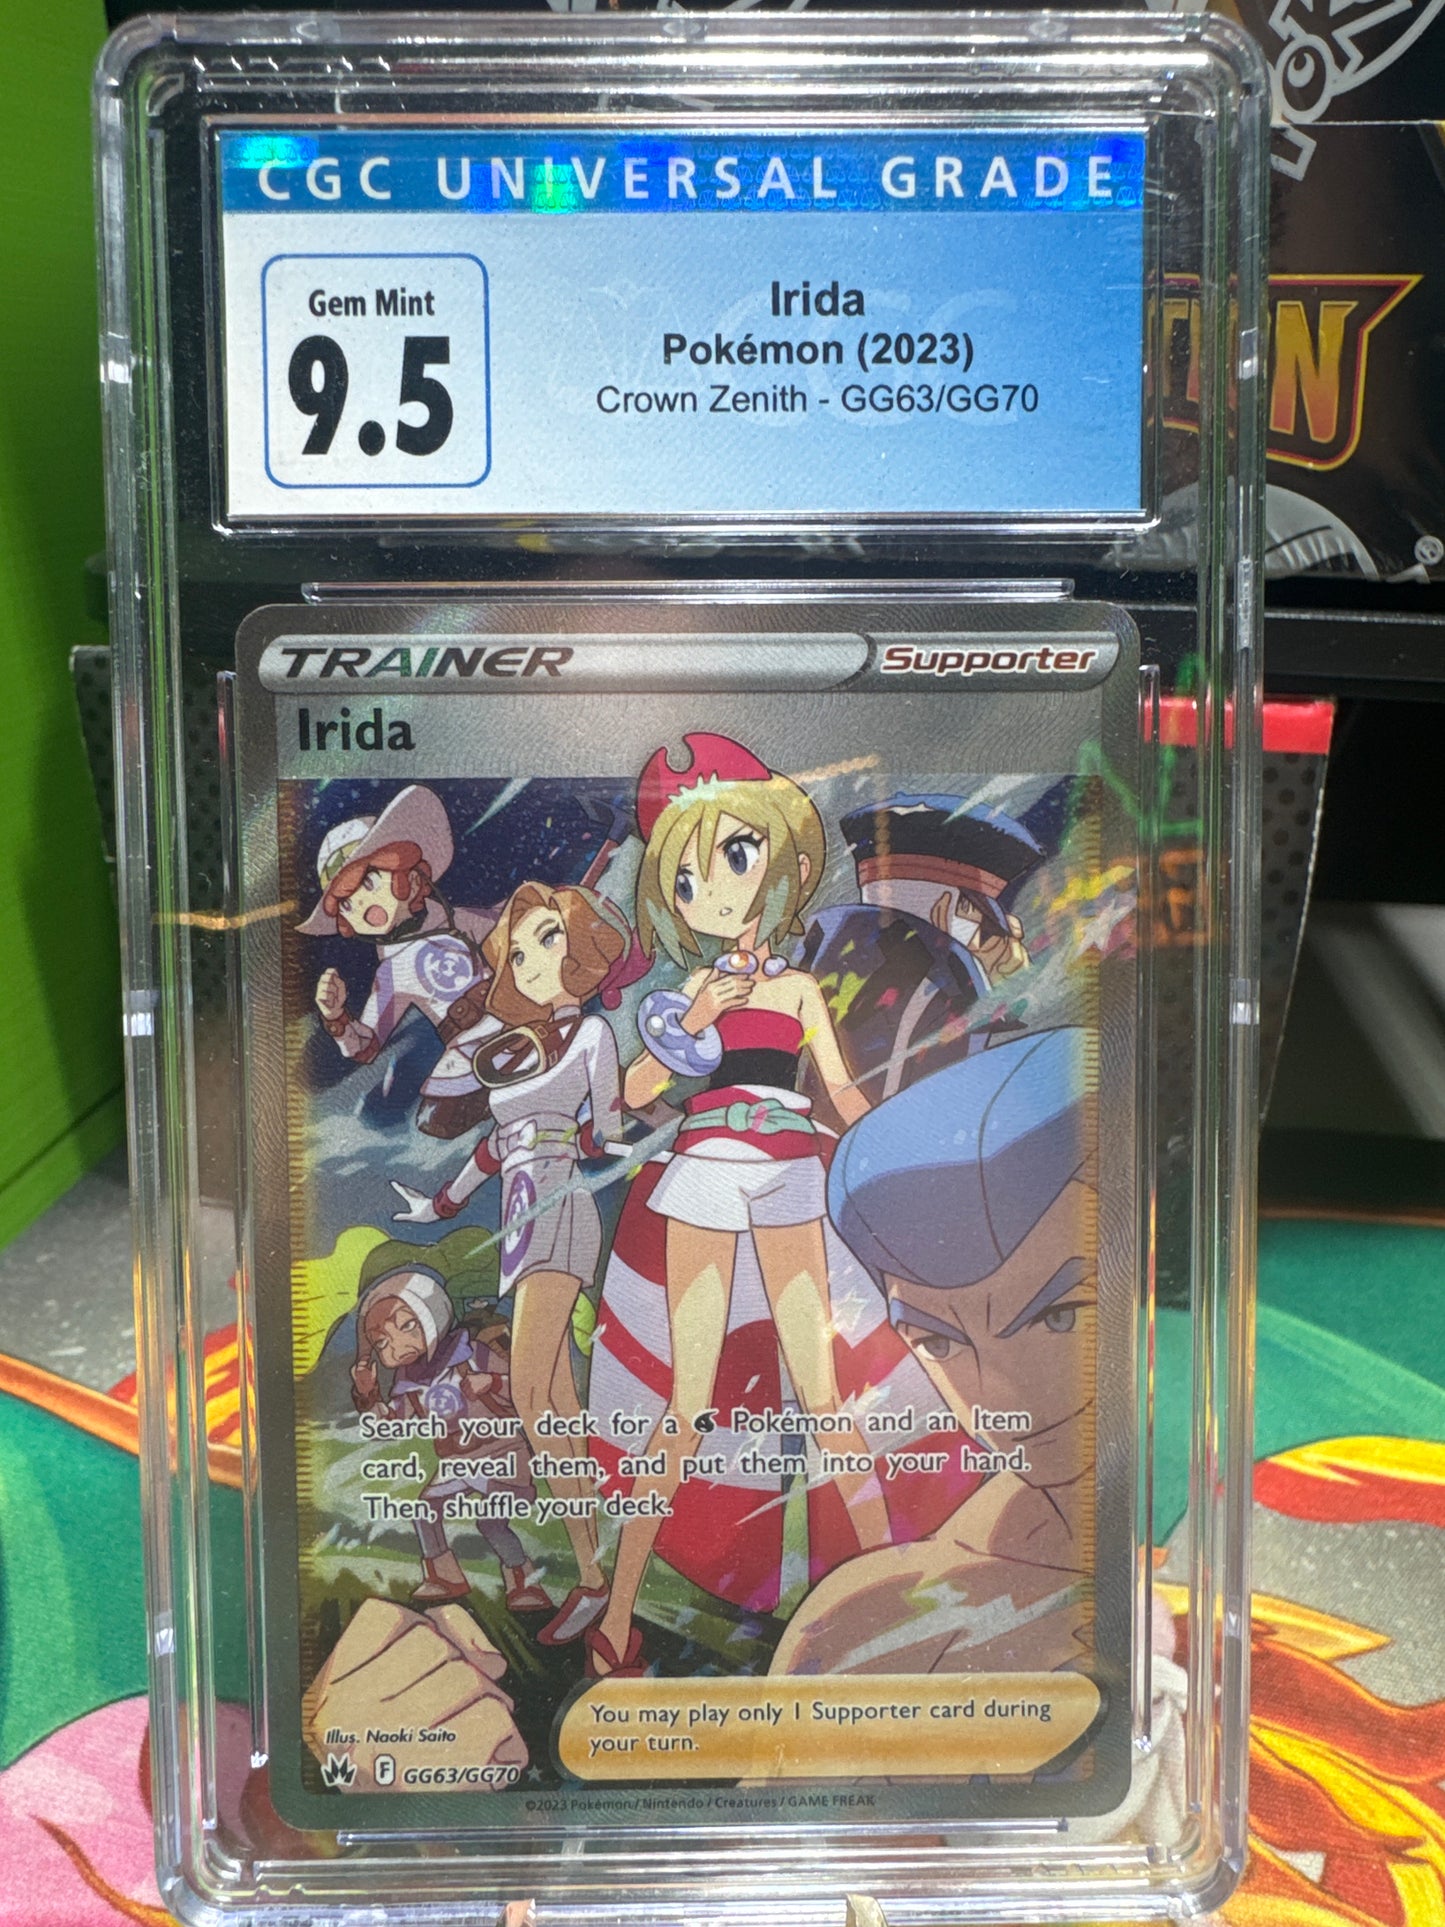 CGC UNIVERSAL GRADE
Gem Mint
9.5
Irida
Pokémon (2023)
Crown Zenith - GG63/GG70
TRAINER
Supporter
Irida
Search your deck for a Pokémon and an Item
card, reveal them, and put them into your hand.
Then, shuffle your deck.
You may play only 1 Supporter card during
your turn.
Illus. Naoki Saito
F GG63/GG70
©2023 Pokémon / Nintendo / Creatures / GAME FREAK